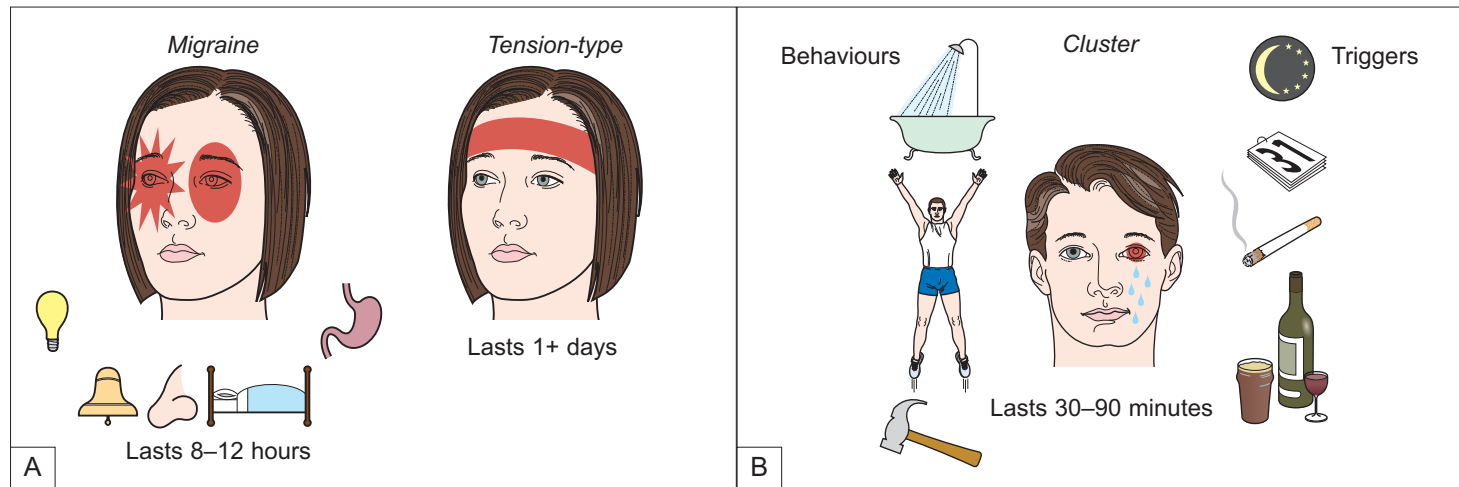 Migraine
Tension-type
Lasts 1+ days
Lasts 8–12 hours
A
Behaviours
Cluster
Triggers
31
Lasts 30–90 minutes
B